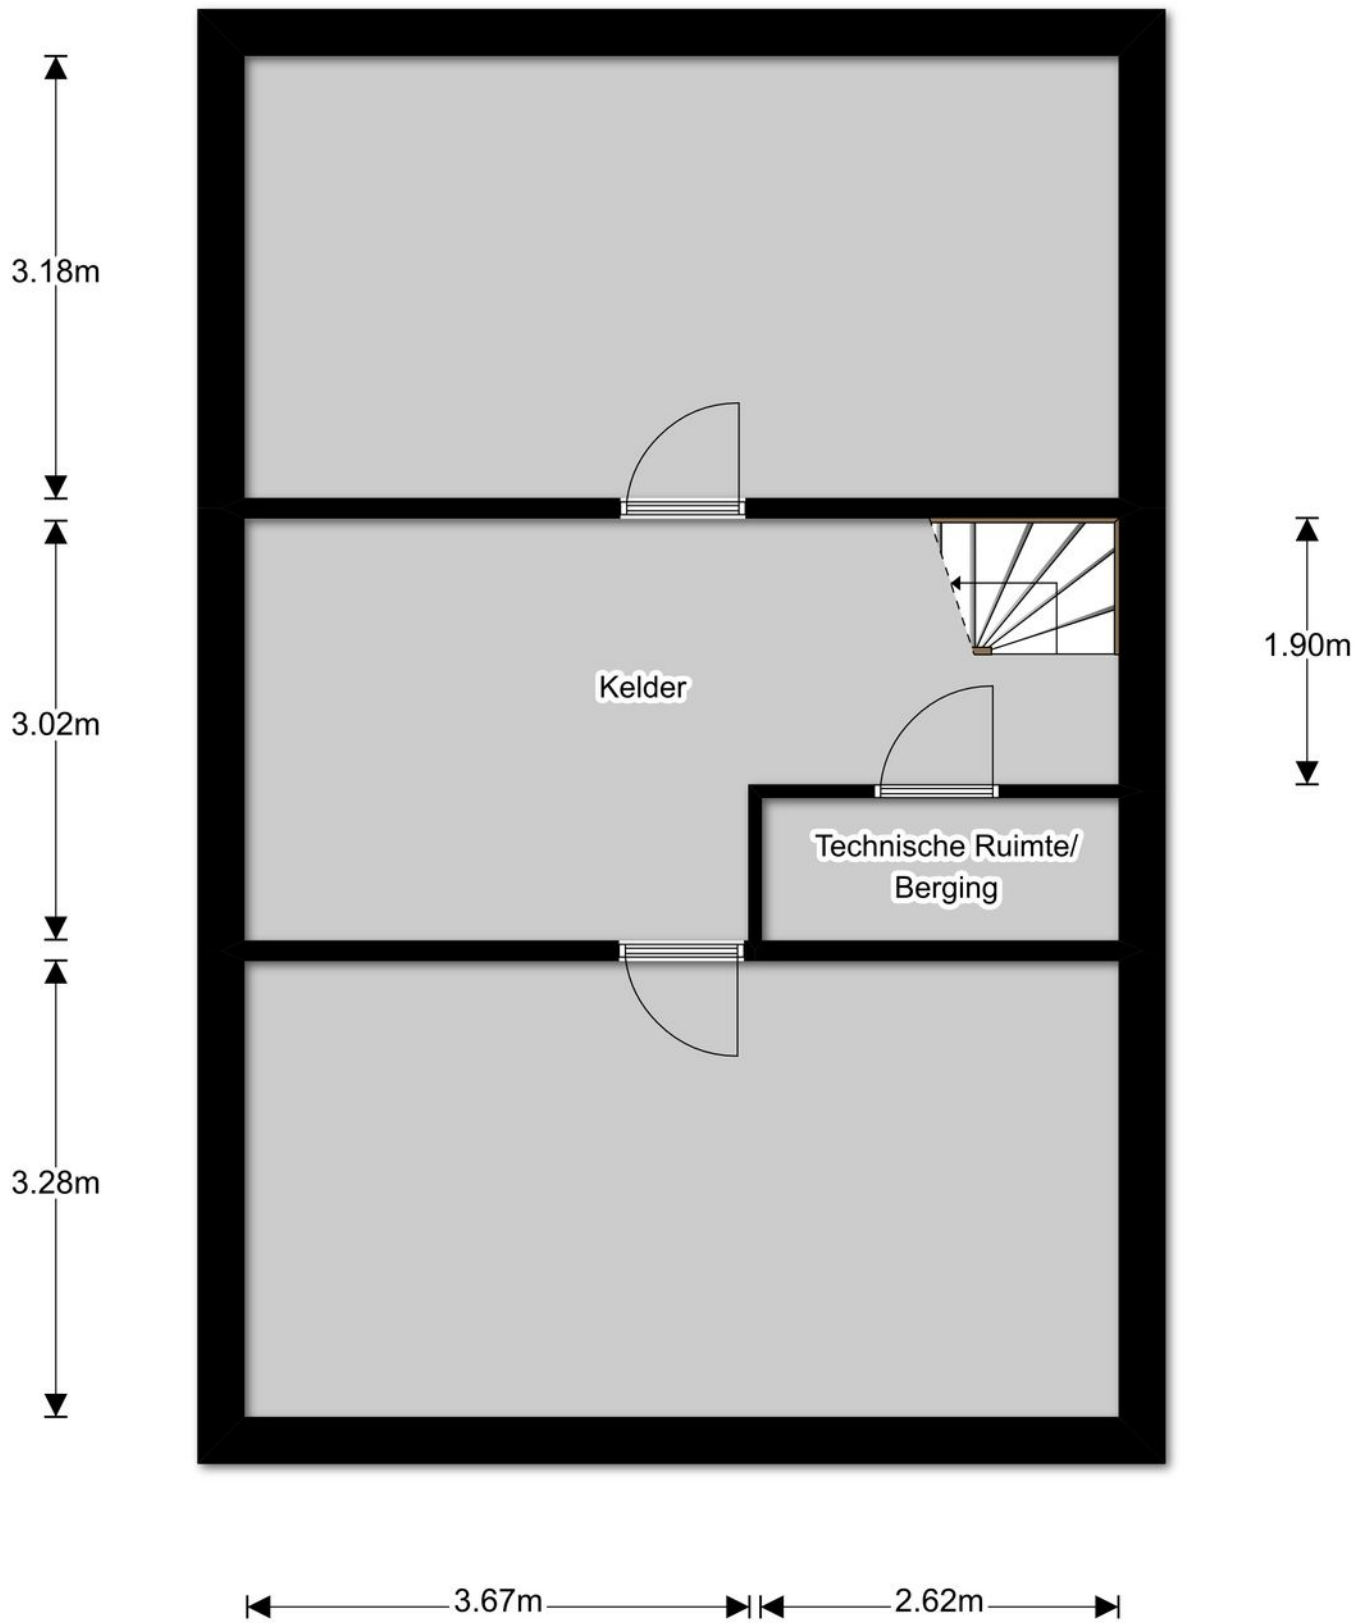 3.18m
Kelder
1.90m
3.02m
Technische Ruimte/
Berging
3.28m
3.67m
2.62m